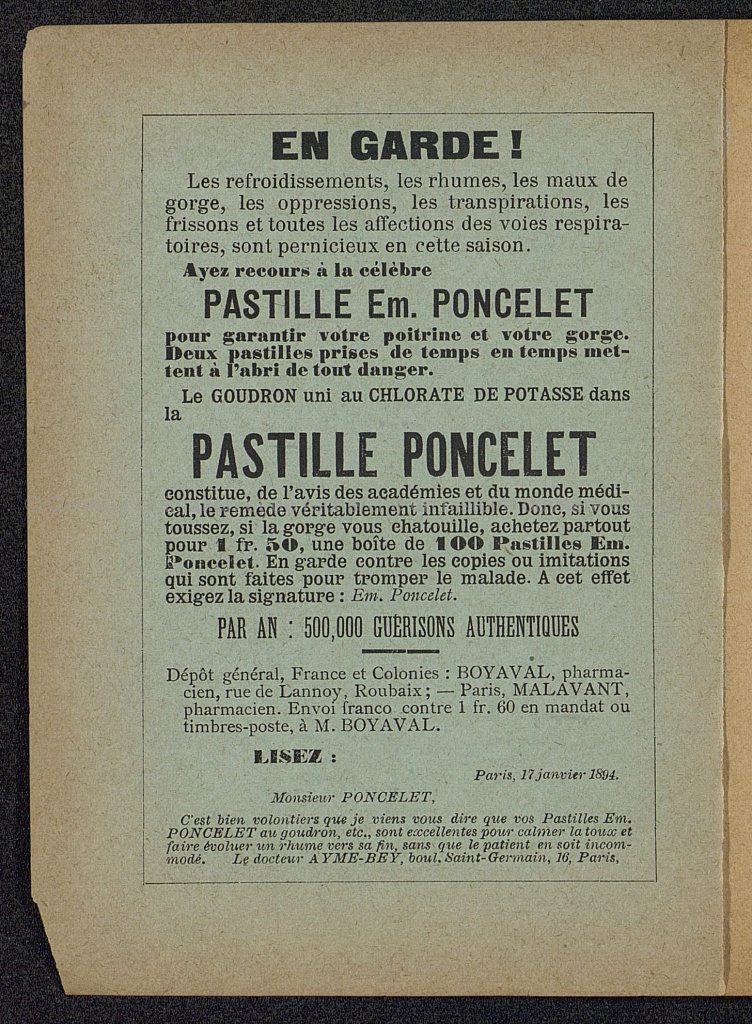 EN GARDE !
Les refroidissements, les rhumes, les maux de
gorge, les oppressions, les transpirations, les
frissons et toutes les affections des voies respira-
toires, sont pernicieux en cette saison.
Ayez recours à la célèbre
PASTILLE Em. PONCELET
pour garantir votre poitrine et votre gorge.
Deux pastilles prises de temps en temps met-
tent à l'abri de tout danger.
Le GOUDRON uni au CHLORATE DE POTASSE dans
la
PASTILLE PONCELET
constitue, de l'avis des académies et du monde médi-
cal, le remède véritablement infaillible. Donc, si vous
toussez, si la gorge vous chatouille, achetez partout
pour 1 fr. 50, une boîte de 100 Pastilles Em.
Poncelet. En garde contre les copies ou imitations
qui sont faites pour tromper le malade. A cet effet
exigez la signature : Em. Poncelet.
PAR AN : 500,000 GUÉRISONS AUTHENTIQUES
Dépôt général, France et Colonies : BOYAVAL, pharma-
cien, rue de Lannoy, Roubaix ; — Paris, MALAVANT,
pharmacien. Envoi franco contre 1 fr. 60 en mandat ou
timbres-poste, à M. BOYAVAL.
LISEZ :
Paris, 17 janvier 1894.
Monsieur PONCELET,
C'est bien volontiers que je viens vous dire que vos Pastilles Em.
PONCELET au goudron, etc., sont excellentes pour calmer la toux et
faire évoluer un rhume vers sa fin, sans que le patient en soit incom-
modé. Le docteur AYME-BEY, boul. Saint-Germain, 16, Paris,